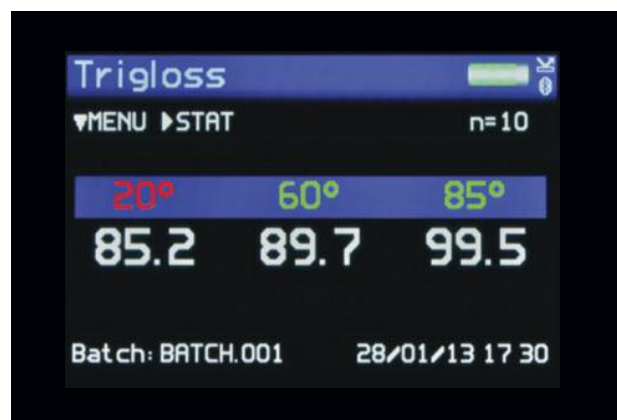 Trigloss
▼MENU ▶STAT n=10
20° 60° 85°
85.2 89.7 99.5
Batch: BATCH.001 28/01/13 17 30